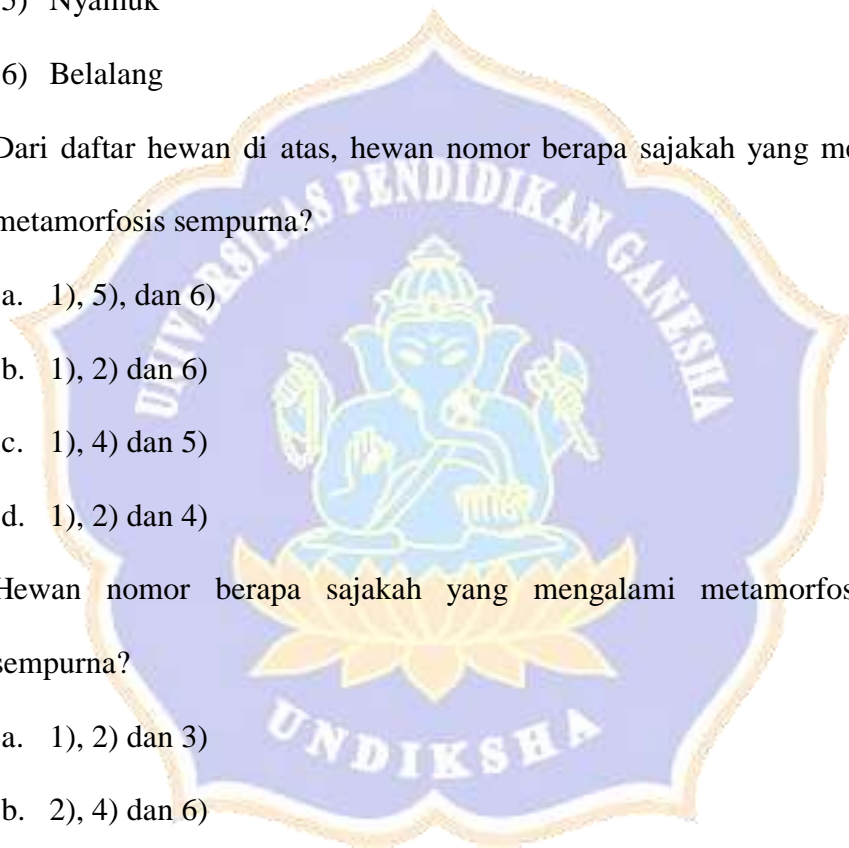 5) Nyamuk
6) Belalang
Dari daftar hewan di atas, hewan nomor berapa sajakah yang me
metamorfosis sempurna?
a. 1), 5), dan 6)
b. 1), 2) dan 6)
c. 1), 4) dan 5)
d. 1), 2) dan 4)
Hewan nomor berapa sajakah yang mengalami metamorfos
sempurna?
a. 1), 2) dan 3)
b. 2), 4) dan 6)
UNIVERSITAS PENDIDIKAN GANESHA
UNDIKSHA